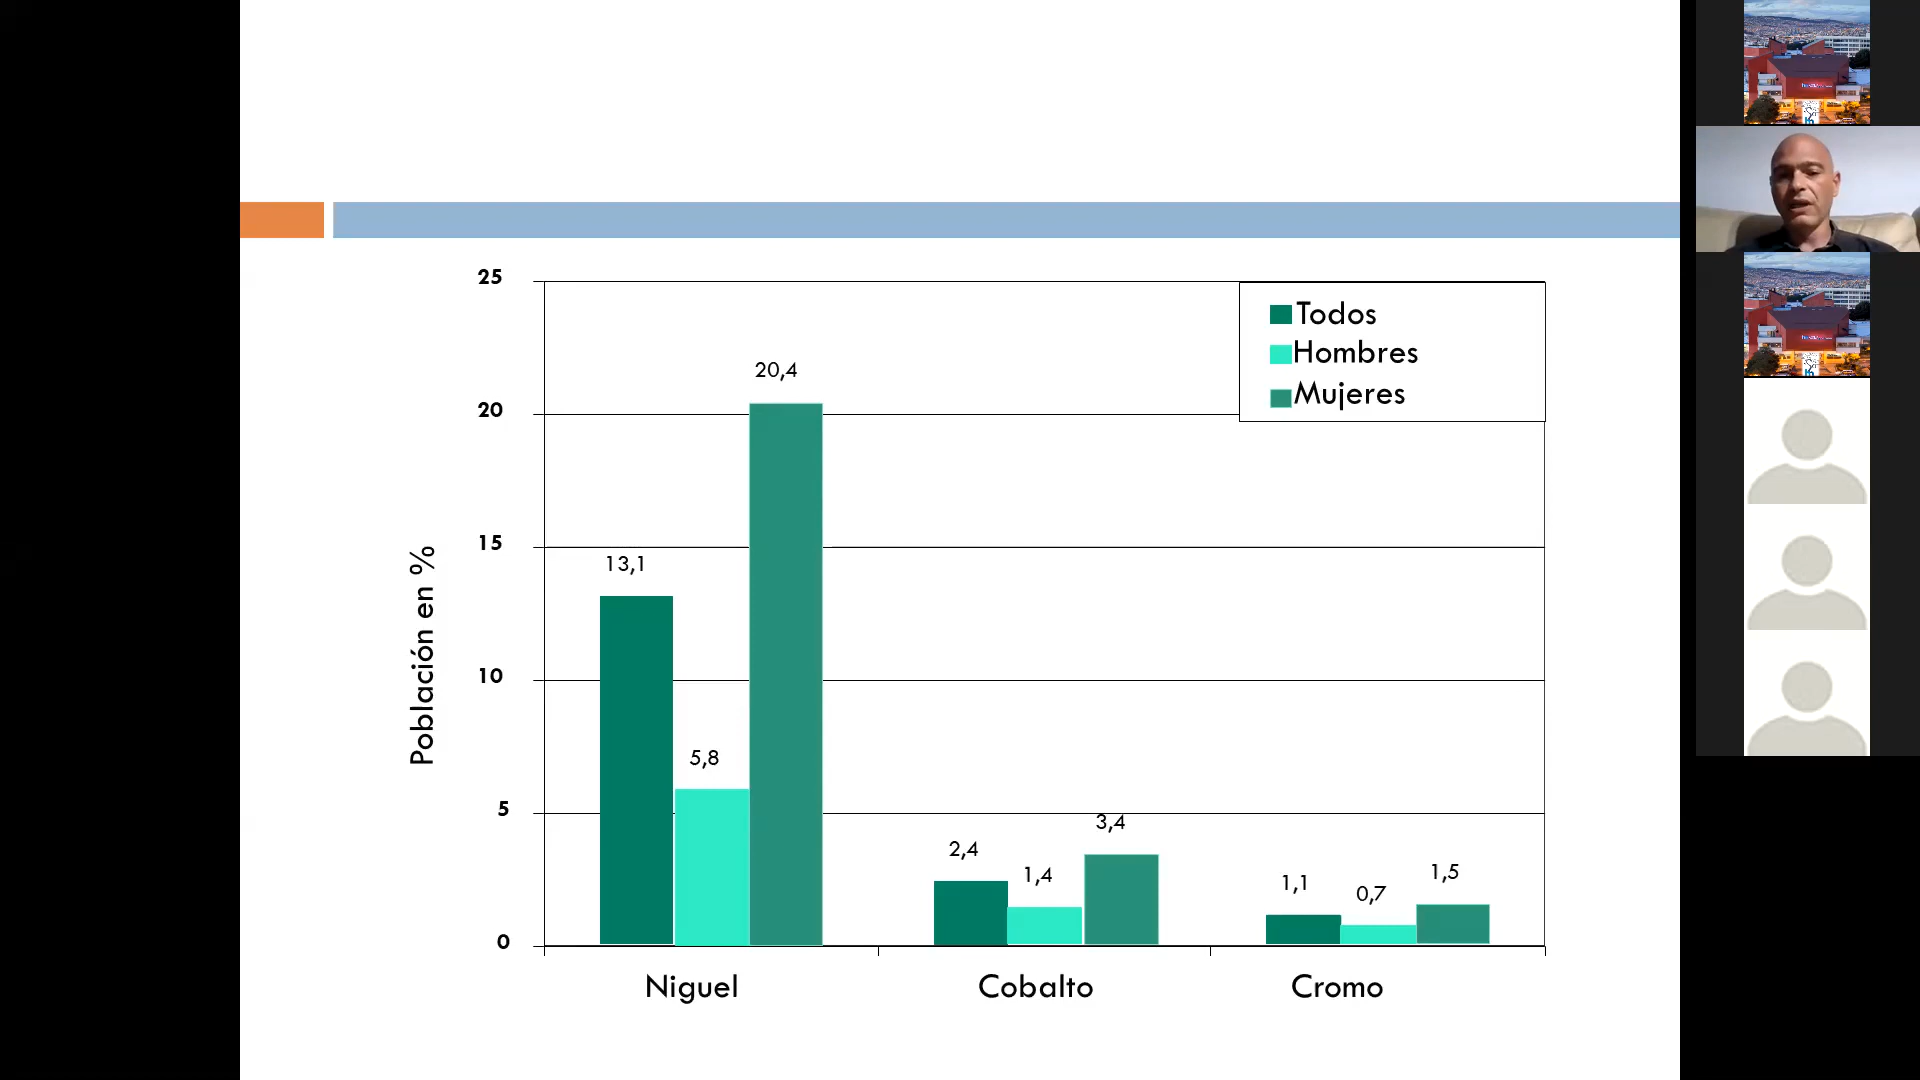 Todos
Hombres
Mujeres
Población en %
25
20
15
10
5
0
13,1
5,8
20,4
2,4
1,4
3,4
1,1
0,7
1,5
Niguel
Cobalto
Cromo